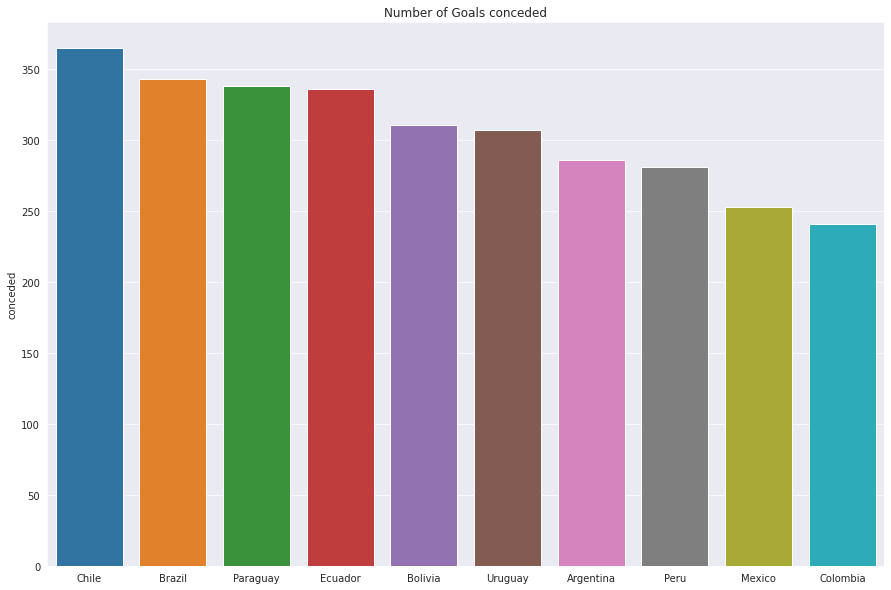 Number of Goals conceded
350
300
250
200
150
100
50
0
conceded
Chile Brazil Paraguay Ecuador Bolivia Uruguay Argentina Peru Mexico Colombia